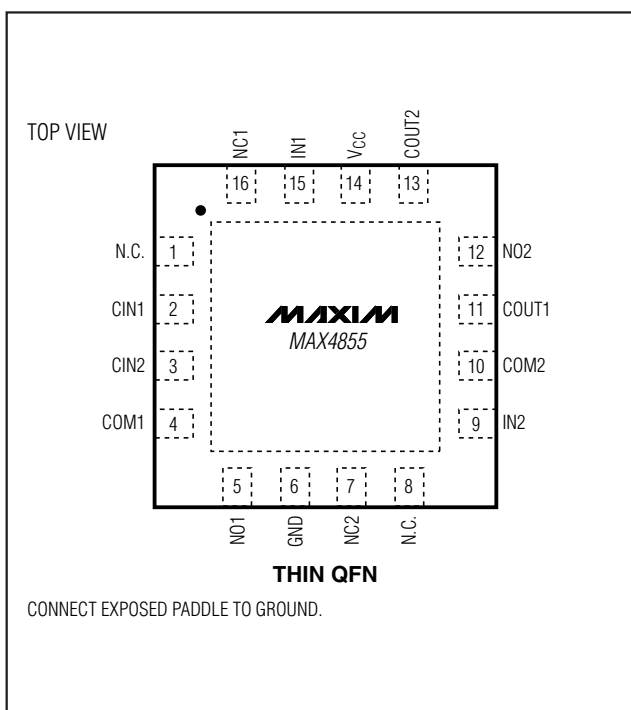 TOP VIEW
NC1
IN1
VCC
COUT2
16
15
14
13
N.C.
1
12
NO2
CIN1
2
11
COUT1
CIN2
3
10
COM2
COM1
4
9
IN2
MAXIM
MAX4855
5
6
7
8
NO1
GND
NC2
N.C.
THIN QFN
CONNECT EXPOSED PADDLE TO GROUND.